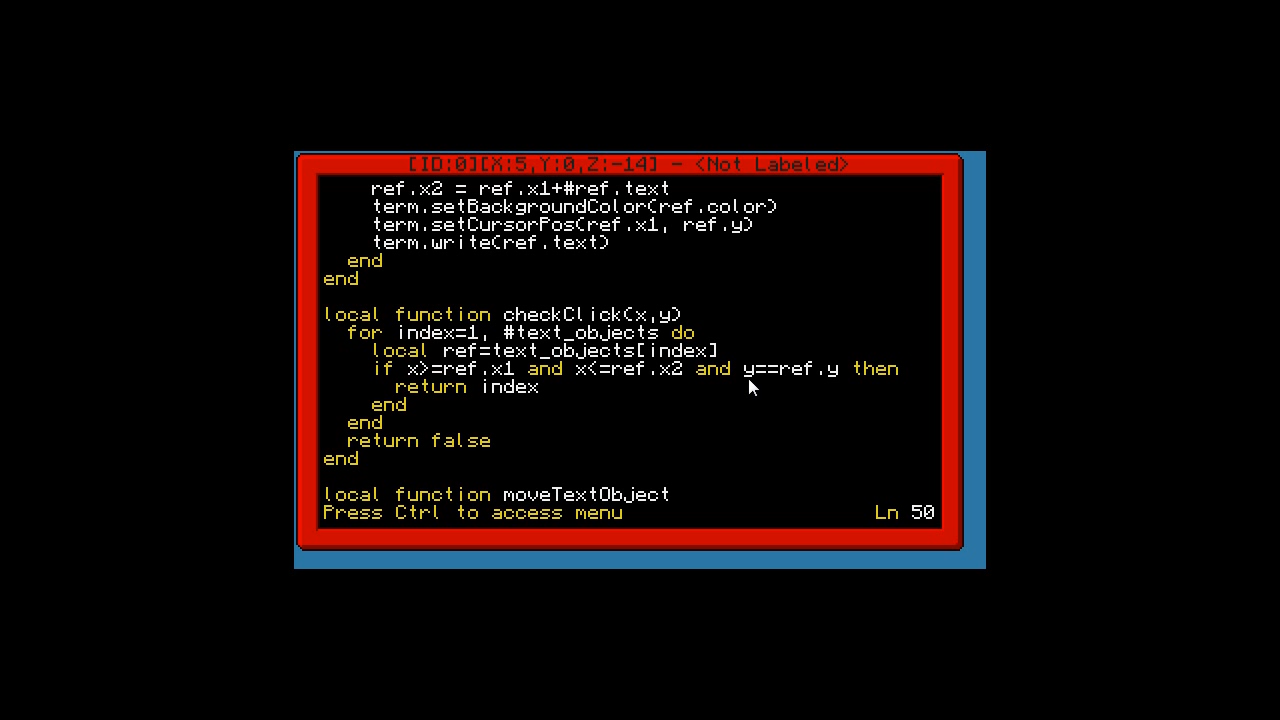 [ID:0][X:5,Y:0,Z:-14] - <Not Labeled>
ref.x2 = ref.x1+#ref.text
term.setBackgroundColor(ref.color)
term.setCursorPos(ref.x1, ref.y)
term.write(ref.text)
end
end
local function checkClick(x,y)
for index=1, #text_objects do
local ref=text_objects[index]
if x>=ref.x1 and x<=ref.x2 and y==ref.y then
return index
end
end
return false
end
local function moveTextObject
Press Ctrl to access menu Ln 50